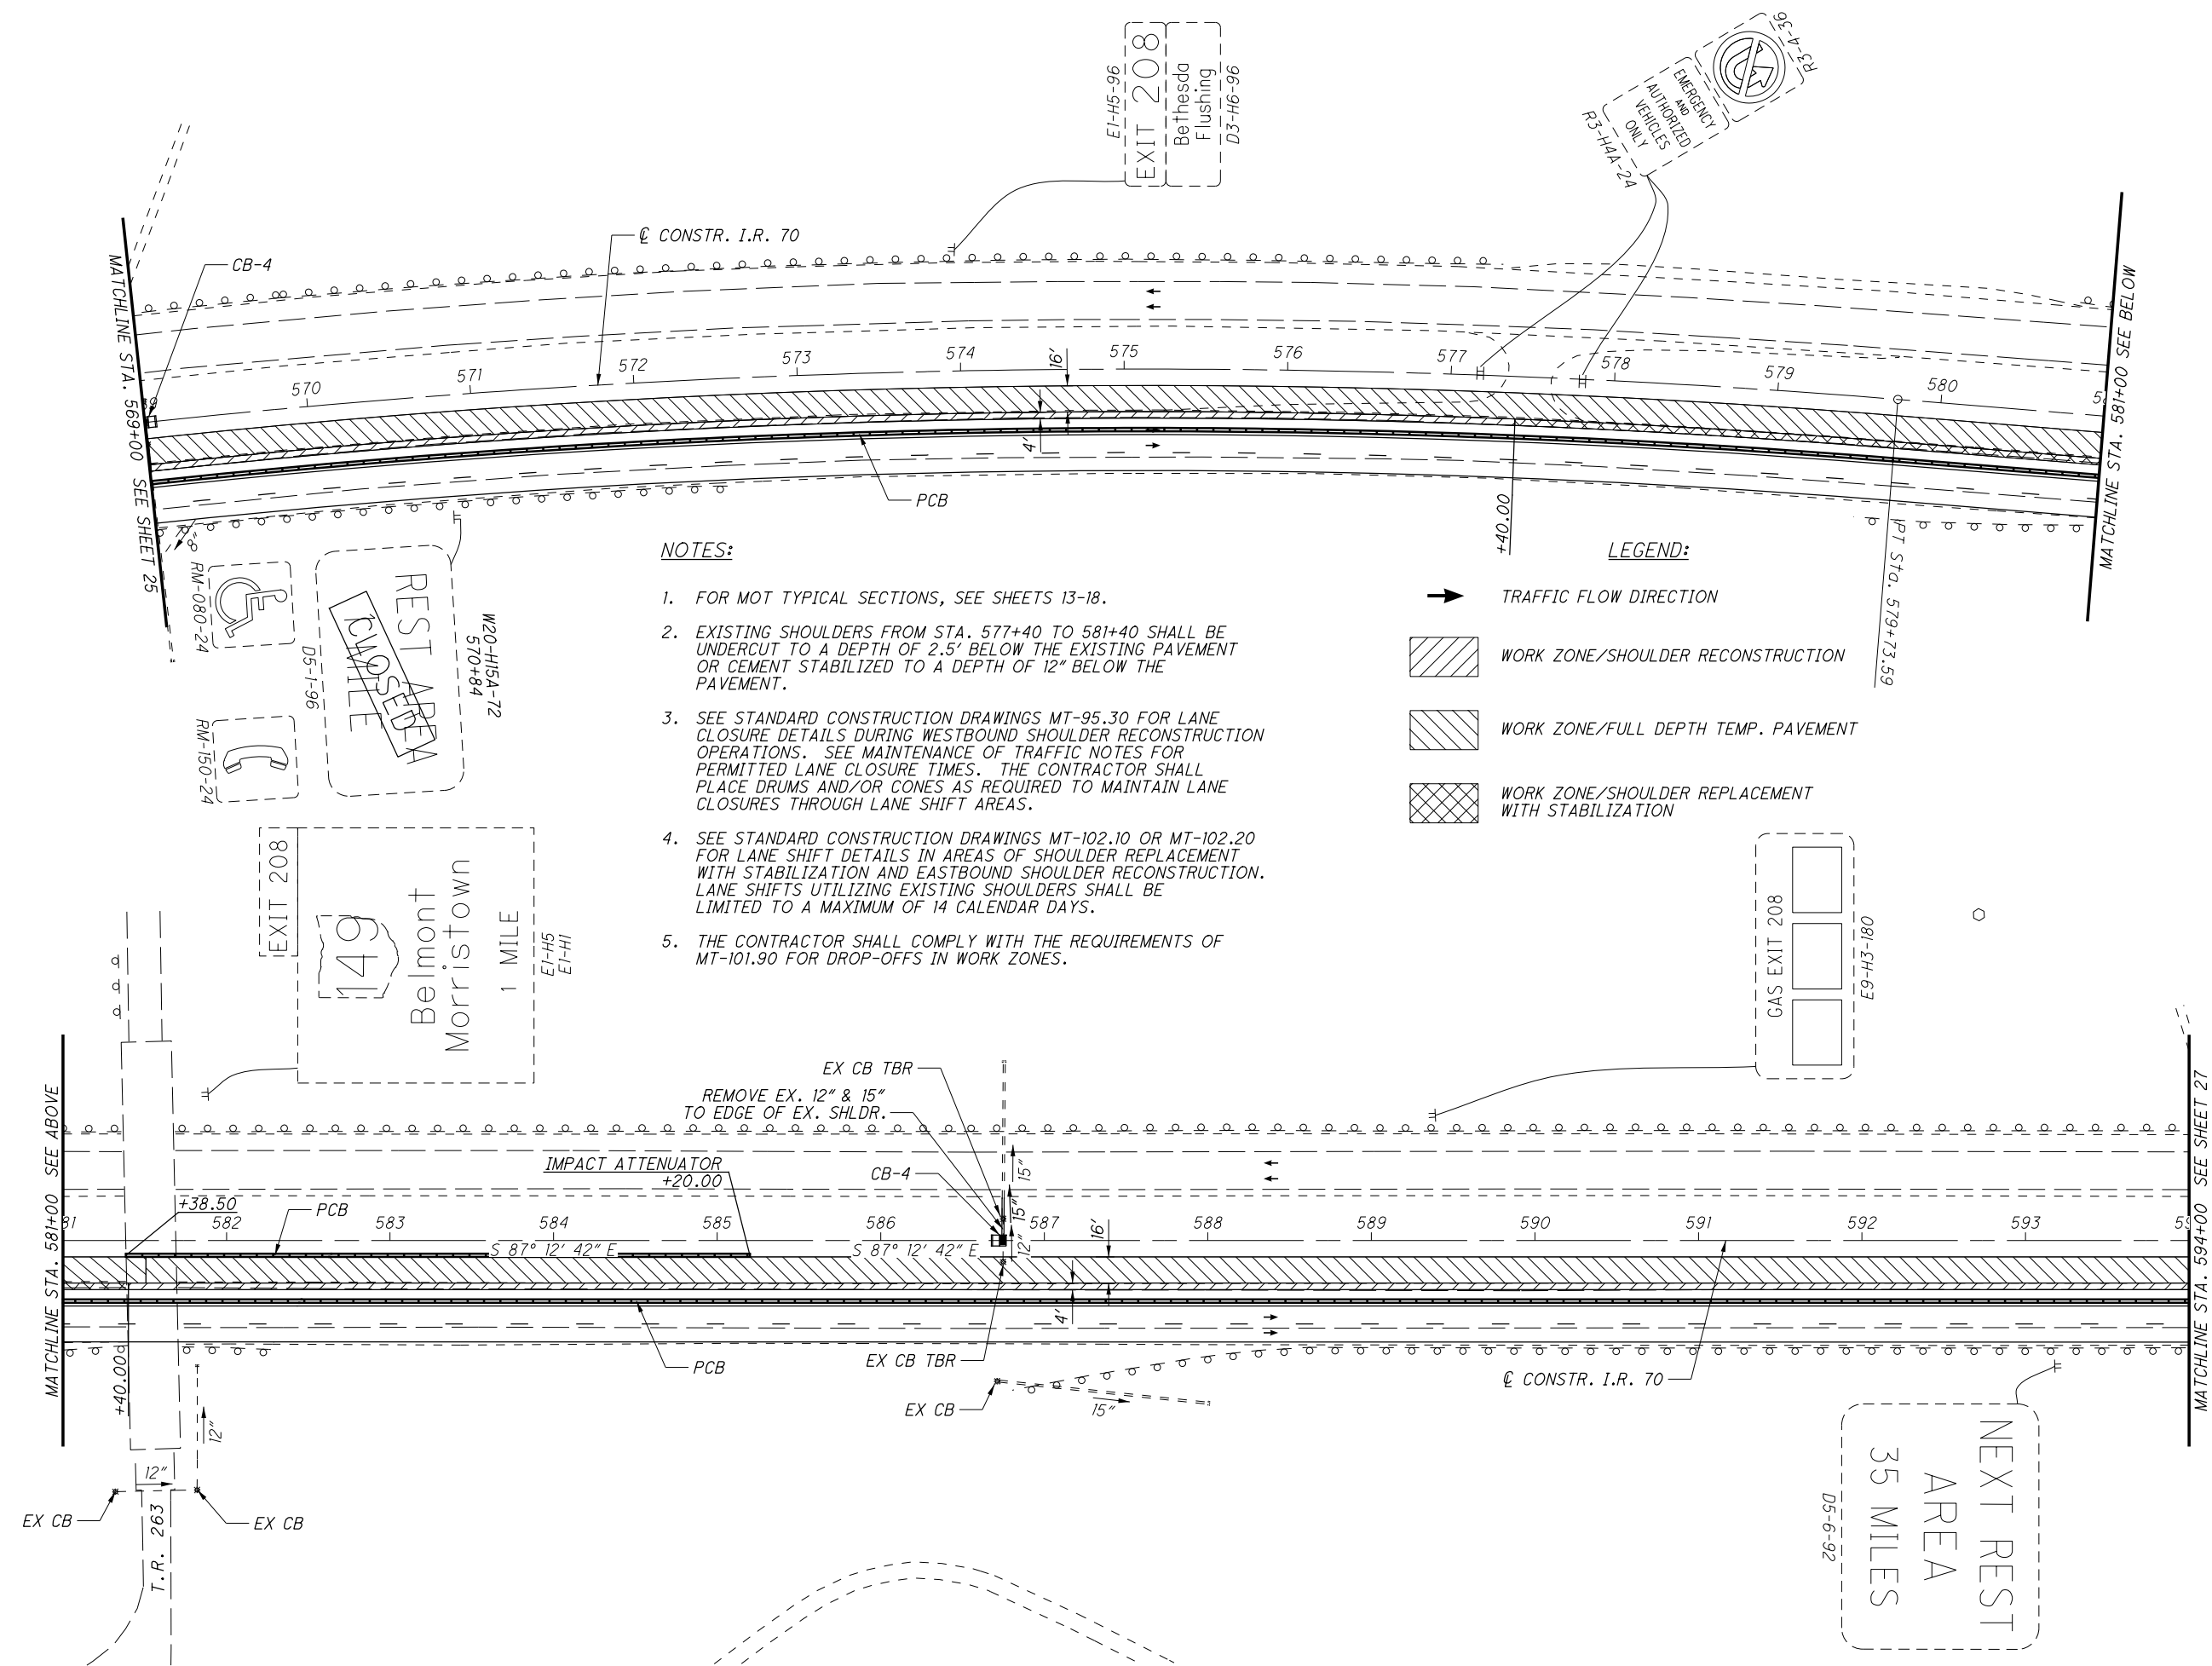 E1-H5-96
EXIT 208
Bethesda
Flushing
D3-H6-96
R3-4-36
EMERGENCY
AND
AUTHORIZED
VEHICLES
ONLY
R3-H4A-24
℄ CONSTR. I.R. 70
CB-4
MATCHLINE STA. 569+00 SEE SHEET 25
MATCHLINE STA. 581+00 SEE BELOW
570
571
572
573
574
575
576
577
578
579
580
16'
4'
PCB
+40.00
PT Sta. 579+73.59
8"
RM-080-24
REST AREA
1 MILE
CLOSED
D5-1-96
W20-H15A-72
570+84
RM-150-24
NOTES:
1. FOR MOT TYPICAL SECTIONS, SEE SHEETS 13-18.
2. EXISTING SHOULDERS FROM STA. 577+40 TO 581+40 SHALL BE
UNDERCUT TO A DEPTH OF 2.5' BELOW THE EXISTING PAVEMENT
OR CEMENT STABILIZED TO A DEPTH OF 12" BELOW THE
PAVEMENT.
3. SEE STANDARD CONSTRUCTION DRAWINGS MT-95.30 FOR LANE
CLOSURE DETAILS DURING WESTBOUND SHOULDER RECONSTRUCTION
OPERATIONS. SEE MAINTENANCE OF TRAFFIC NOTES FOR
PERMITTED LANE CLOSURE TIMES. THE CONTRACTOR SHALL
PLACE DRUMS AND/OR CONES AS REQUIRED TO MAINTAIN LANE
CLOSURES THROUGH LANE SHIFT AREAS.
4. SEE STANDARD CONSTRUCTION DRAWINGS MT-102.10 OR MT-102.20
FOR LANE SHIFT DETAILS IN AREAS OF SHOULDER REPLACEMENT
WITH STABILIZATION AND EASTBOUND SHOULDER RECONSTRUCTION.
LANE SHIFTS UTILIZING EXISTING SHOULDERS SHALL BE
LIMITED TO A MAXIMUM OF 14 CALENDAR DAYS.
5. THE CONTRACTOR SHALL COMPLY WITH THE REQUIREMENTS OF
MT-101.90 FOR DROP-OFFS IN WORK ZONES.
LEGEND:
TRAFFIC FLOW DIRECTION
WORK ZONE/SHOULDER RECONSTRUCTION
WORK ZONE/FULL DEPTH TEMP. PAVEMENT
WORK ZONE/SHOULDER REPLACEMENT
WITH STABILIZATION
EXIT 208
149
Belmont
Morristown
1 MILE
E1-H5
E1-H1
GAS EXIT 208
E9-H3-180
EX CB TBR
REMOVE EX. 12" & 15"
TO EDGE OF EX. SHLDR.
CB-4
IMPACT ATTENUATOR
+20.00
+38.50
PCB
MATCHLINE STA. 581+00 SEE ABOVE
MATCHLINE STA. 594+00 SEE SHEET 27
81
582
583
584
585
586
587
588
589
590
591
592
593
S 87° 12' 42" E
S 87° 12' 42" E
15"
15"
12"
16'
4'
PCB
EX CB TBR
EX CB
15"
℄ CONSTR. I.R. 70
+40.00
12"
12"
EX CB
EX CB
T.R. 263
NEXT REST
AREA
35 MILES
D5-6-92